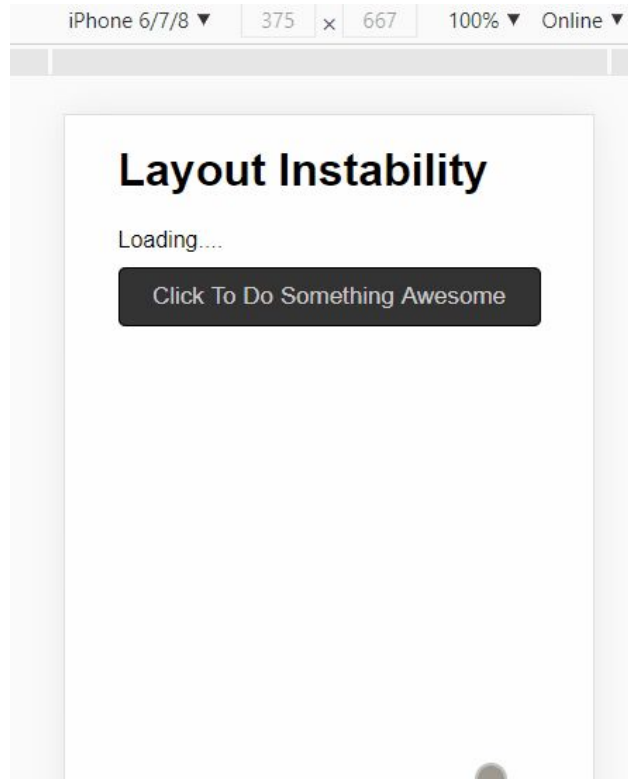 iPhone 6/7/8 ▼ 375 × 667 100% ▼ Online ▼
Layout Instability
Loading....
Click To Do Something Awesome